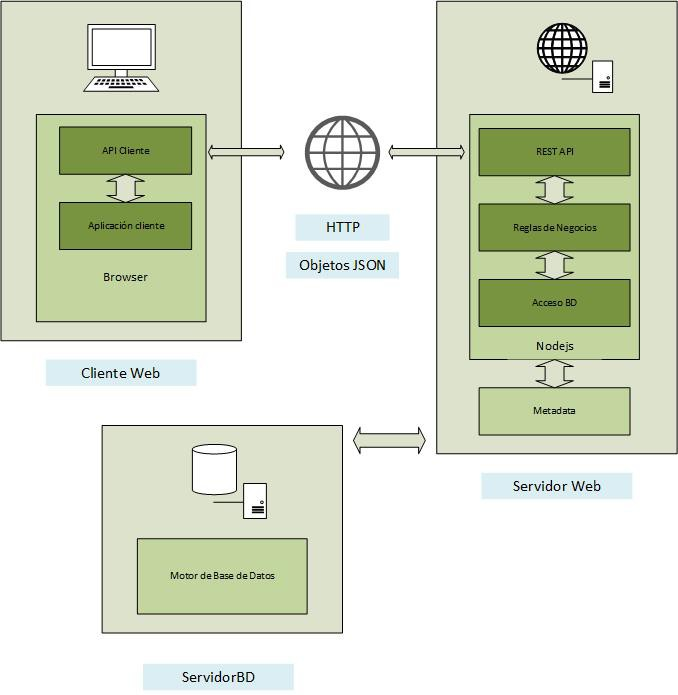 API Cliente
Aplicación cliente
Browser
Cliente Web
HTTP
Objetos JSON
REST API
Reglas de Negocios
Acceso BD
Nodejs
Metadata
Servidor Web
Motor de Base de Datos
ServidorBD